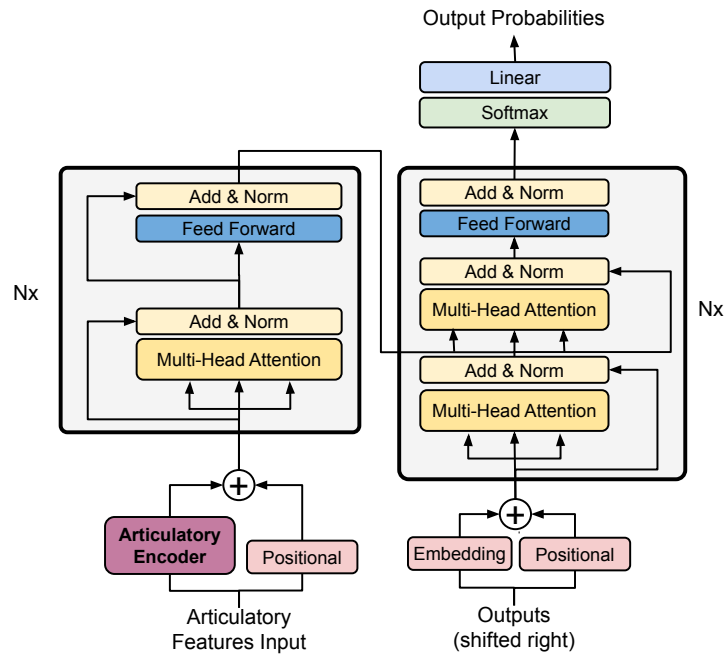 Output Probabilities
Linear
Softmax
Add & Norm
Feed Forward
Add & Norm
Multi-Head Attention
Nx
Add & Norm
Feed Forward
Add & Norm
Multi-Head Attention
Add & Norm
Multi-Head Attention
Nx
+
Articulatory
Encoder
Positional
Articulatory
Features Input
+
Embedding
Positional
Outputs
(shifted right)